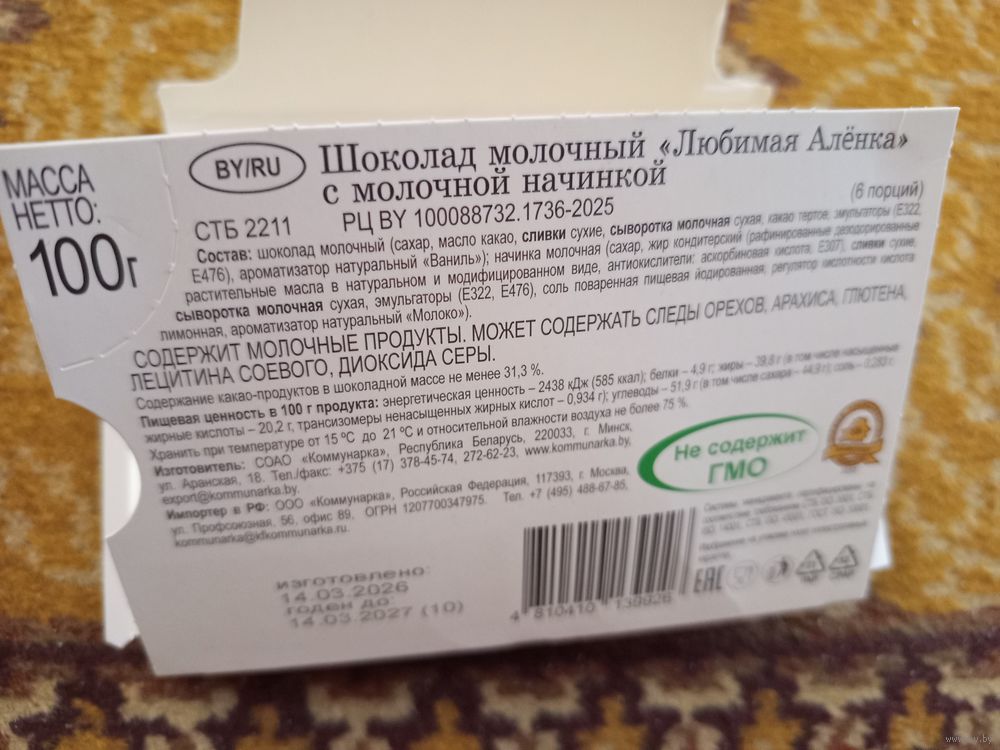 МАССА
НЕТТО:
100г
BY/RU
Шоколад молочный «Любимая Алёнка»
с молочной начинкой
(6 порций)
СТБ 2211 РЦ BY 100088732.1736-2025
Состав: шоколад молочный (сахар, масло какао, сливки сухие, сыворотка молочная сухая, какао тертое, эмульгаторы (Е322,
Е476), ароматизатор натуральный «Ваниль»); начинка молочная (сахар, жир кондитерский (рафинированные дезодорированные
растительные масла в натуральном и модифицированном виде, антиокислители: аскорбиновая кислота, Е307), сливки сухие,
сыворотка молочная сухая, эмульгаторы (Е322, Е476), соль поваренная пищевая йодированная, регулятор кислотности кислота
лимонная, ароматизатор натуральный «Молоко»).
СОДЕРЖИТ МОЛОЧНЫЕ ПРОДУКТЫ. МОЖЕТ СОДЕРЖАТЬ СЛЕДЫ ОРЕХОВ, АРАХИСА, ГЛЮТЕНА,
ЛЕЦИТИНА СОЕВОГО, ДИОКСИДА СЕРЫ.
Содержание какао-продуктов в шоколадной массе не менее 31,3 %.
Пищевая ценность в 100 г продукта: энергетическая ценность – 2438 кДж (585 ккал); белки – 4,9 г; жиры – 39,8 г (в том числе насыщенные
жирные кислоты – 20,2 г, трансизомеры ненасыщенных жирных кислот – 0,934 г); углеводы – 51,9 г (в том числе сахара – 44,9 г); соль – 0,283 г.
Хранить при температуре от 15 ºС до 21 ºС и относительной влажности воздуха не более 75 %.
Изготовитель: СОАО «Коммунарка», Республика Беларусь, 220033, г. Минск,
ул. Аранская, 18. Тел./факс: +375 (17) 378-45-74, 272-62-23, www.kommunarka.by,
export@kommunarka.by.
Импортер в РФ: ООО «Коммунарка», Российская Федерация, 117393, г. Москва,
ул. Профсоюзная, 56, офис 89, ОГРН 1207700347975. Тел. +7 (495) 488-67-85,
kommunarka@kfkommunarka.ru.
Не содержит
ГМО
изготовлено:
14.03.2026
годен до:
14.03.2027 (10)
4 810410 139926
EAC
www.ay.by